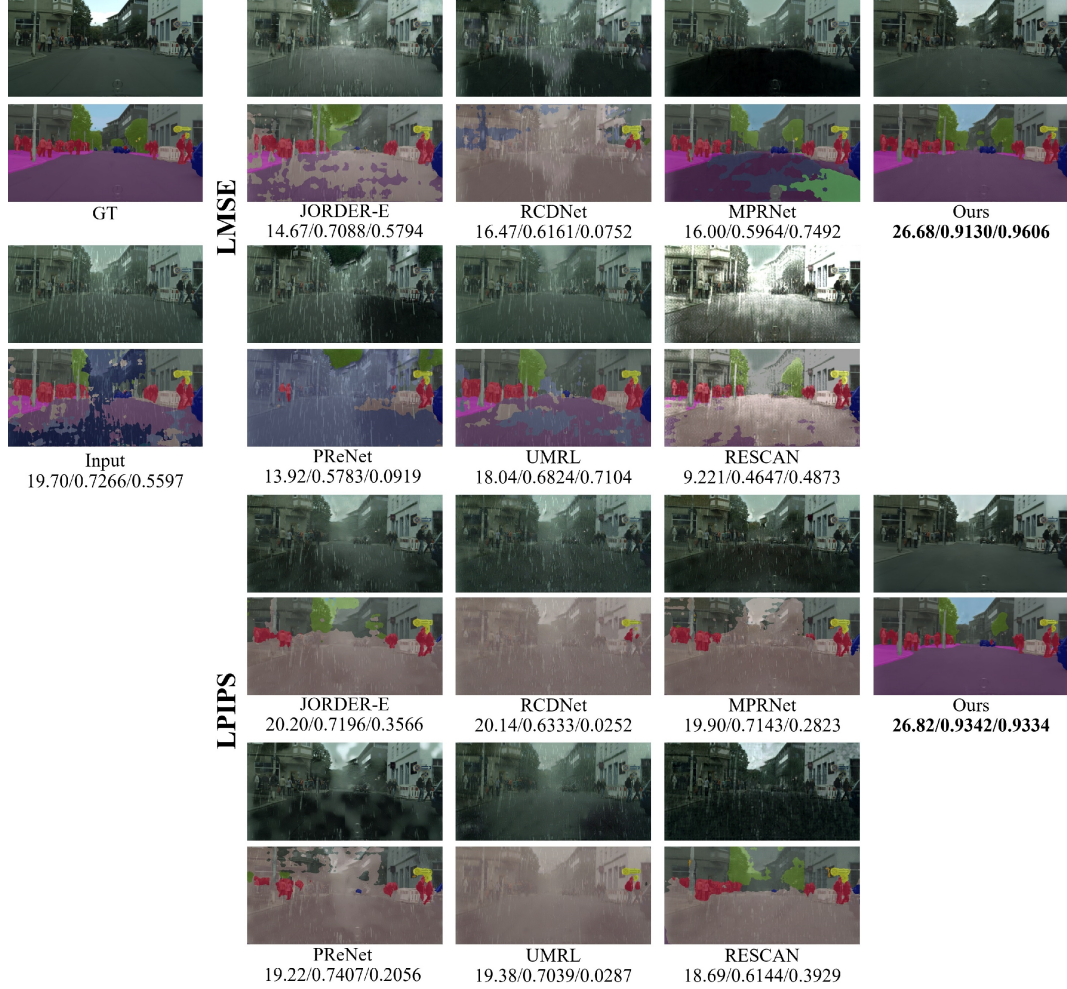 GT
LMSE
JORDER-E
14.67/0.7088/0.5794
RCDNet
16.47/0.6161/0.0752
MPRNet
16.00/0.5964/0.7492
Ours
26.68/0.9130/0.9606
Input
19.70/0.7266/0.5597
PReNet
13.92/0.5783/0.0919
UMRL
18.04/0.6824/0.7104
RESCAN
9.221/0.4647/0.4873
LPIPS
JORDER-E
20.20/0.7196/0.3566
RCDNet
20.14/0.6333/0.0252
MPRNet
19.90/0.7143/0.2823
Ours
26.82/0.9342/0.9334
PReNet
19.22/0.7407/0.2056
UMRL
19.38/0.7039/0.0287
RESCAN
18.69/0.6144/0.3929